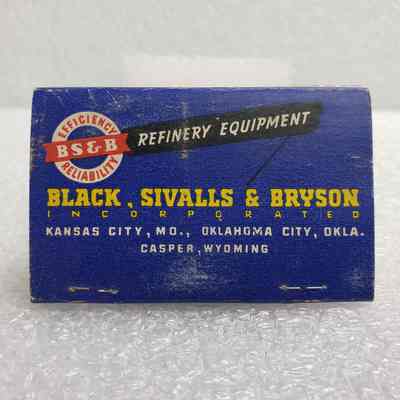 EFFICIENCY
BS&B
RELIABILITY
REFINERY EQUIPMENT
BLACK, SIVALLS & BRYSON
INCORPORATED
KANSAS CITY, MO., OKLAHOMA CITY, OKLA.
CASPER, WYOMING